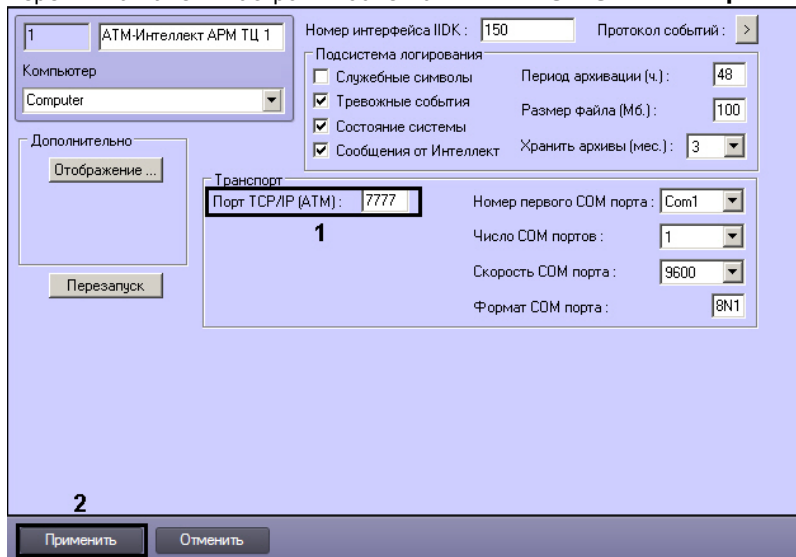 1 АТМ-Интеллект АРМ ТЦ 1
Номер интерфейса IIDK : 150 Протокол событий : >
Компьютер
Computer
Подсистема логирования
Служебные символы Период архивации (ч.) : 48
Тревожные события Размер файла (Мб.) : 100
Состояние системы
Сообщения от Интеллект Хранить архивы (мес.) : 3
Дополнительно
Отображение ...
Перезапуск
Транспорт
Порт TCP/IP (ATM) : 7777 Номер первого COM порта : Com1
1
Число COM портов : 1
Скорость COM порта : 9600
Формат COM порта : 8N1
2
Применить Отменить